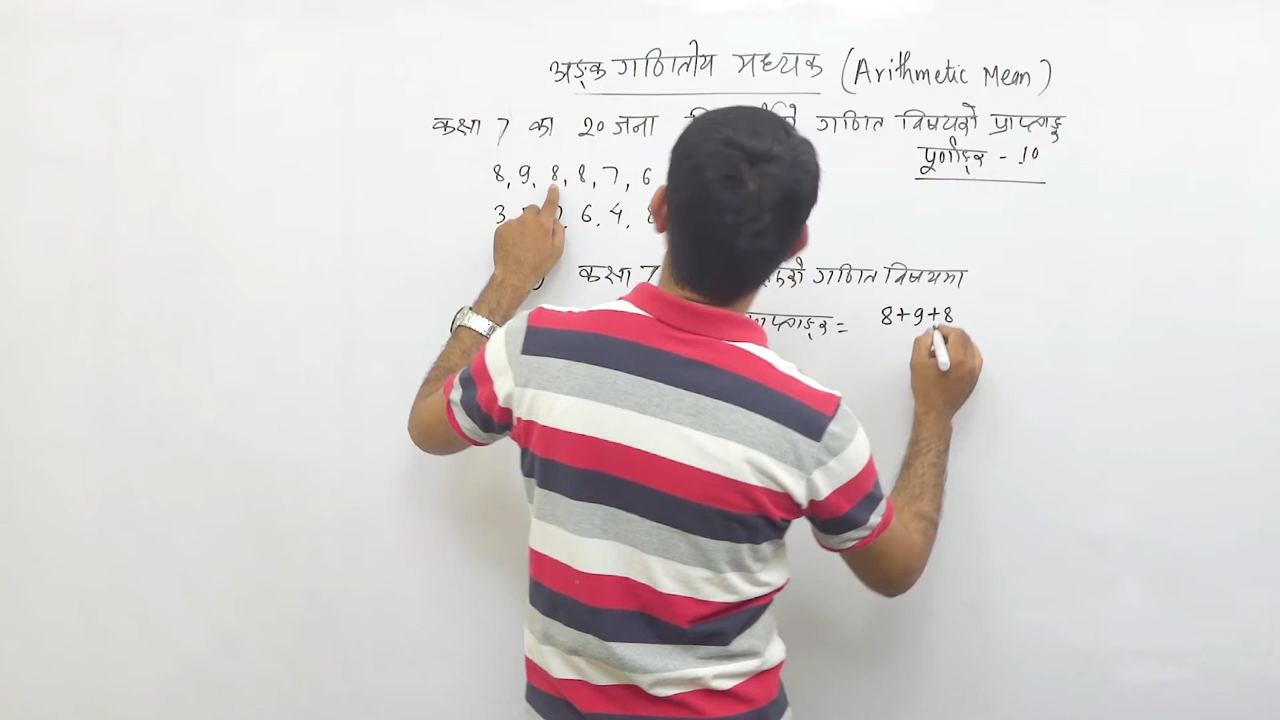 अङ्क गणितीय मध्यक (Arithmetic Mean)
कक्षा 7 का 20 जना गणित विषयको प्राप्ताङ्क
पूर्णाङ्क - 10
8, 9, 8, 8, 7, 6
3, 6, 4,
कक्षा 7 गणित विषयमा
प्राप्ताङ्क = 8+9+8